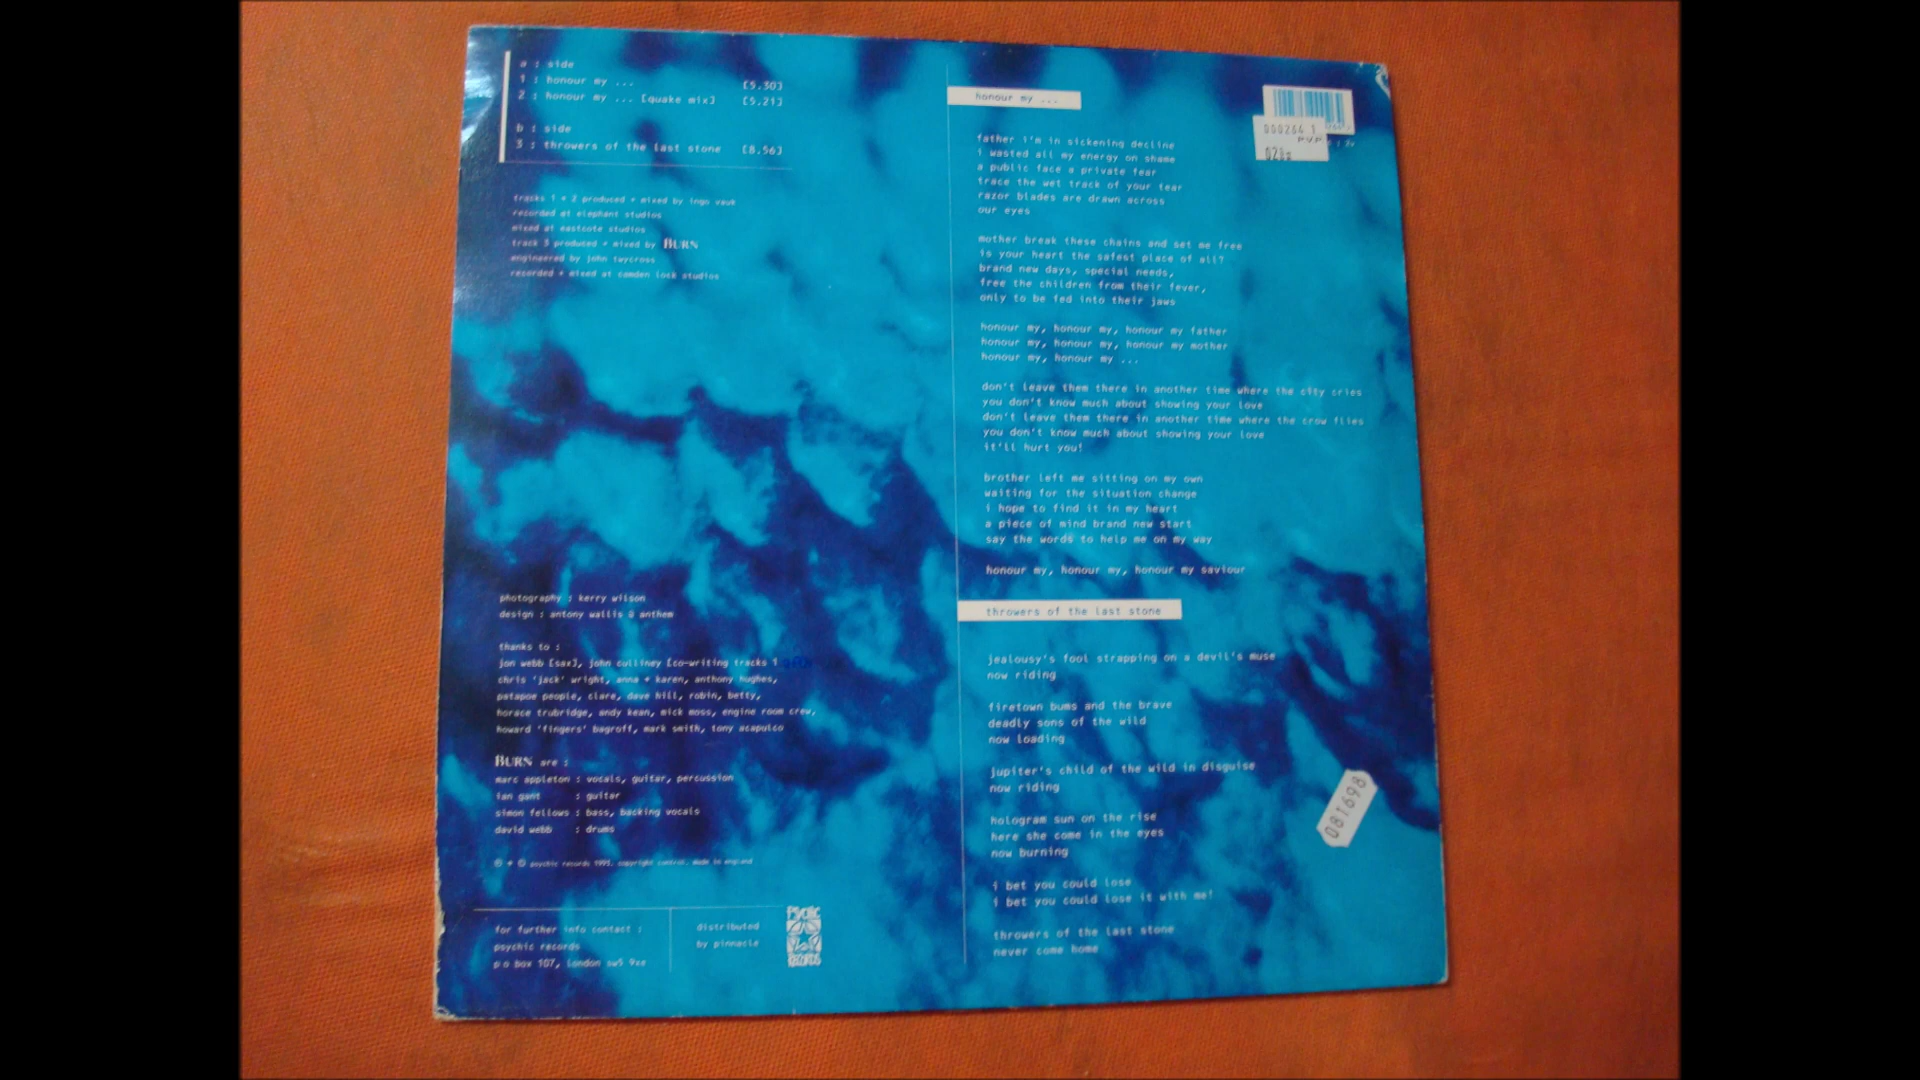 a : side
1 : honour my ... [5.30]
2 : honour my ... [quake mix] [5.21]
b : side
3 : throwers of the last stone [8.56]
tracks 1 + 2 produced + mixed by ingo vauk
recorded at elephant studios
mixed at eastcote studios
track 3 produced + mixed by BURN
engineered by john twycross
recorded + mixed at camden lock studios
photography : kerry wilson
design : antony wallis @ anthem
thanks to :
jon webb [sax], john culliney [co-writing tracks 1
chris 'jack' wright, anna + karen, anthony hughes,
patapoe people, clare, dave hill, robin, betty,
horace trubridge, andy kean, mick moss, engine room crew,
howard 'fingers' bagroff, mark smith, tony acapulco
BURN are :
marc appleton : vocals, guitar, percussion
ian gant : guitar
simon fellows : bass, backing vocals
david webb : drums
℗ + © psychic records 1993. copyright control. made in england
for further info contact :
psychic records
p o box 107, london sw5 9xe
distributed
by pinnacle
PSYCHIC
RECORDS
honour my ...
father i'm in sickening decline
i wasted all my energy on shame
a public face a private fear
trace the wet track of your tear
razor blades are drawn across
our eyes
mother break these chains and set me free
is your heart the safest place of all?
brand new days, special needs,
free the children from their fever,
only to be fed into their jaws
honour my, honour my, honour my father
honour my, honour my, honour my mother
honour my, honour my ...
don't leave them there in another time where the city cries
you don't know much about showing your love
don't leave them there in another time where the crow flies
you don't know much about showing your love
it'll hurt you!
brother left me sitting on my own
waiting for the situation change
i hope to find it in my heart
a piece of mind brand new start
say the words to help me on my way
honour my, honour my, honour my saviour
throwers of the last stone
jealousy's fool strapping on a devil's muse
now riding
firetown bums and the brave
deadly sons of the wild
now loading
jupiter's child of the wild in disguise
now riding
hologram sun on the rise
here she come in the eyes
now burning
i bet you could lose
i bet you could lose it with me!
throwers of the last stone
never come home
000264 1
PVP
081698